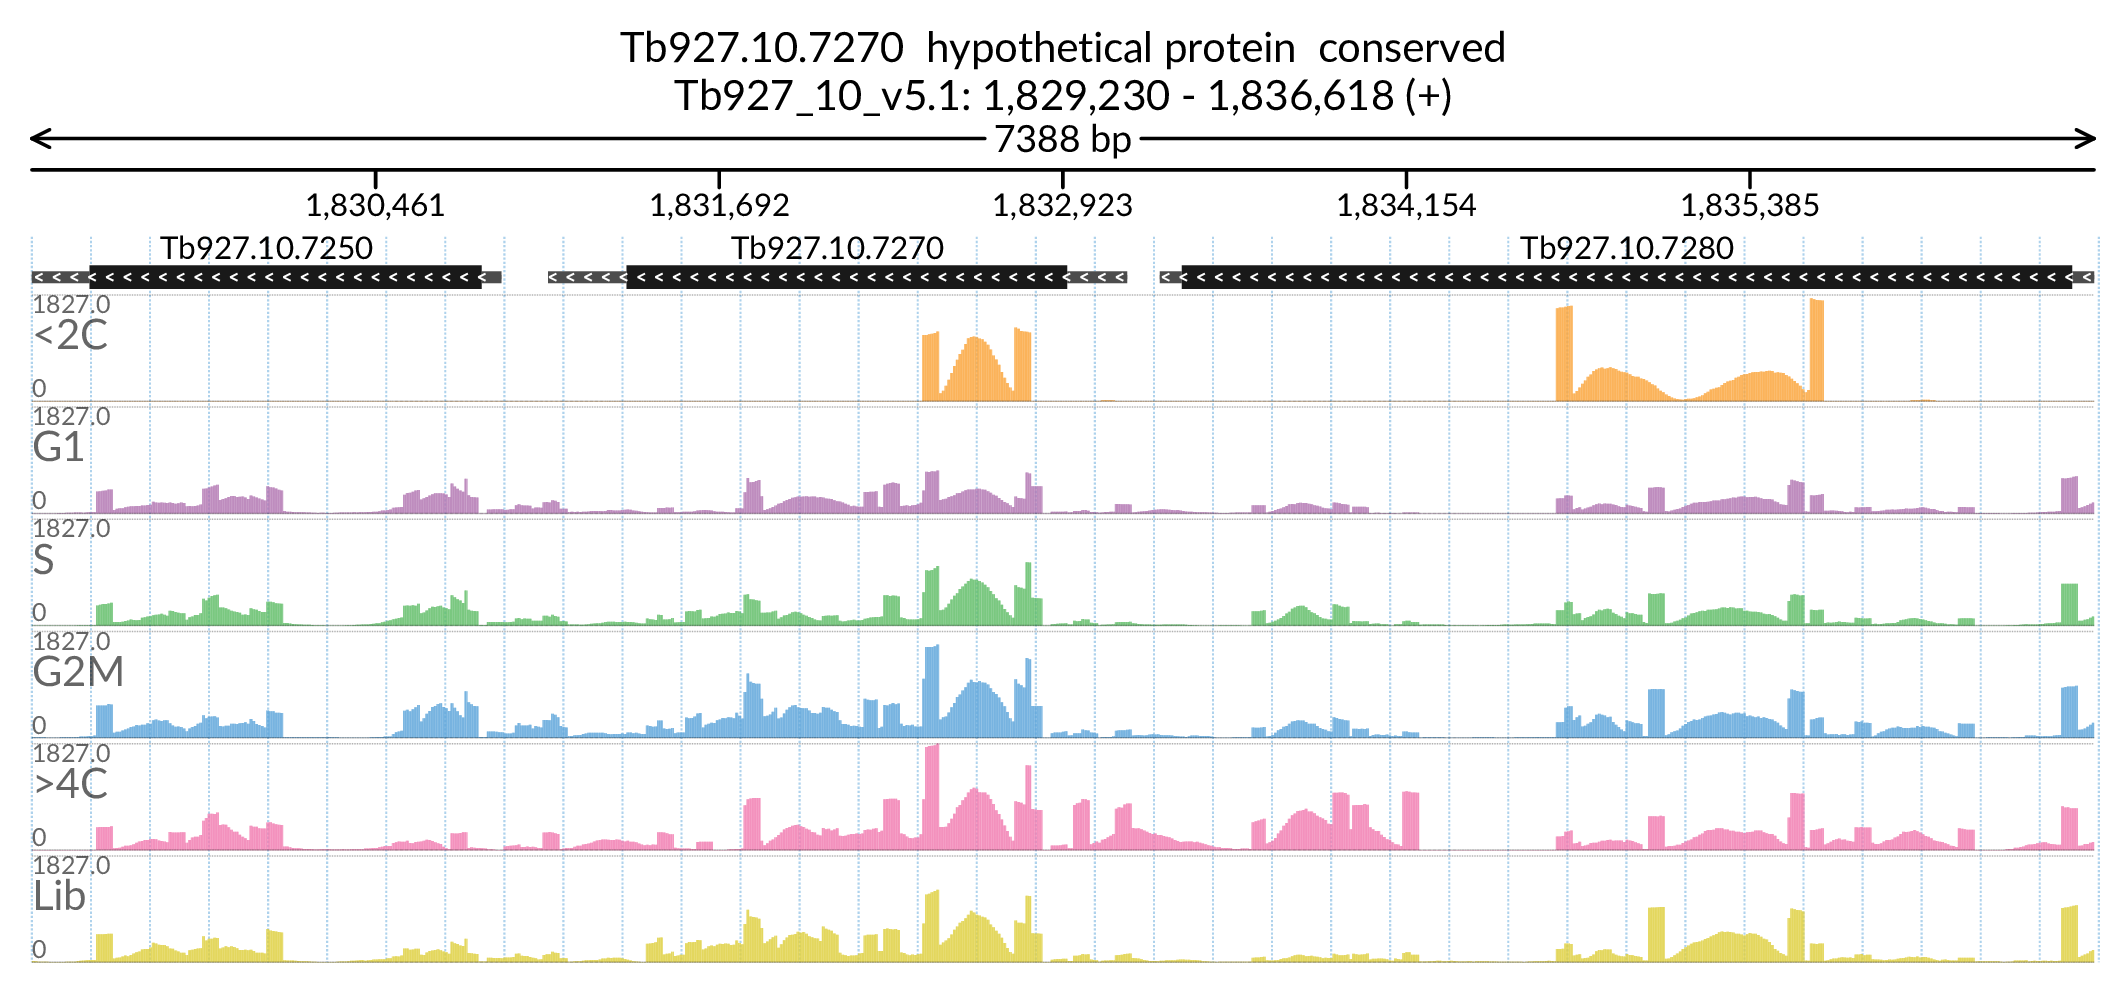 Tb927.10.7270 hypothetical protein conserved
Tb927_10_v5.1: 1,829,230 - 1,836,618 (+)
7388 bp
1,830,461 1,831,692 1,832,923 1,834,154 1,835,385
Tb927.10.7250 Tb927.10.7270 Tb927.10.7280
1827.0
<2C
0
1827.0
G1
0
1827.0
S
0
1827.0
G2M
0
1827.0
>4C
0
1827.0
Lib
0